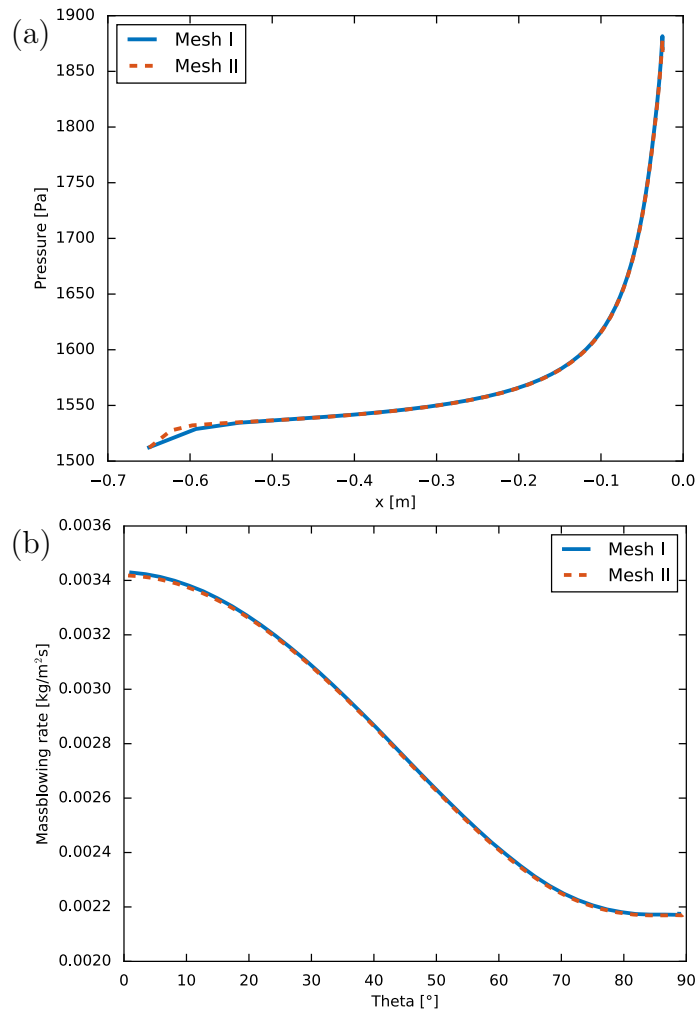 (a)
Mesh I
Mesh II
Pressure [Pa]
1900
1850
1800
1750
1700
1650
1600
1550
1500
−0.7 −0.6 −0.5 −0.4 −0.3 −0.2 −0.1 0.0
x [m]
(b)
Mesh I
Mesh II
Massblowing rate [kg/m²s]
0.0036
0.0034
0.0032
0.0030
0.0028
0.0026
0.0024
0.0022
0.0020
0 10 20 30 40 50 60 70 80 90
Theta [°]